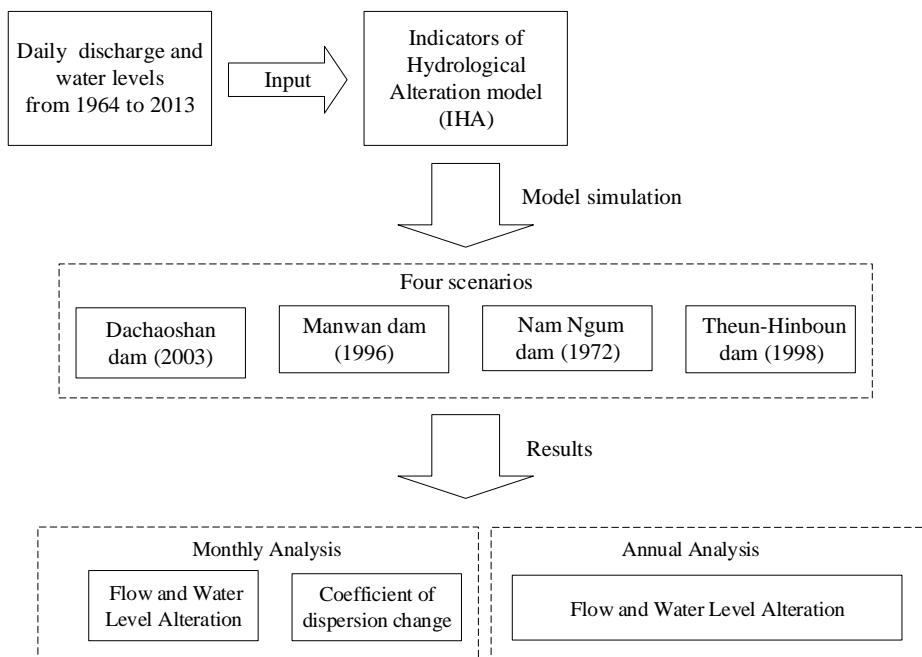 Daily discharge and
water levels
from 1964 to 2013
Input
Indicators of
Hydrological
Alteration model
(IHA)
Model simulation
Four scenarios
Dachaoshan
dam (2003)
Manwan dam
(1996)
Nam Ngum
dam (1972)
Theun-Hinboun
dam (1998)
Results
Monthly Analysis
Flow and Water
Level Alteration
Coefficient of
dispersion change
Annual Analysis
Flow and Water Level Alteration